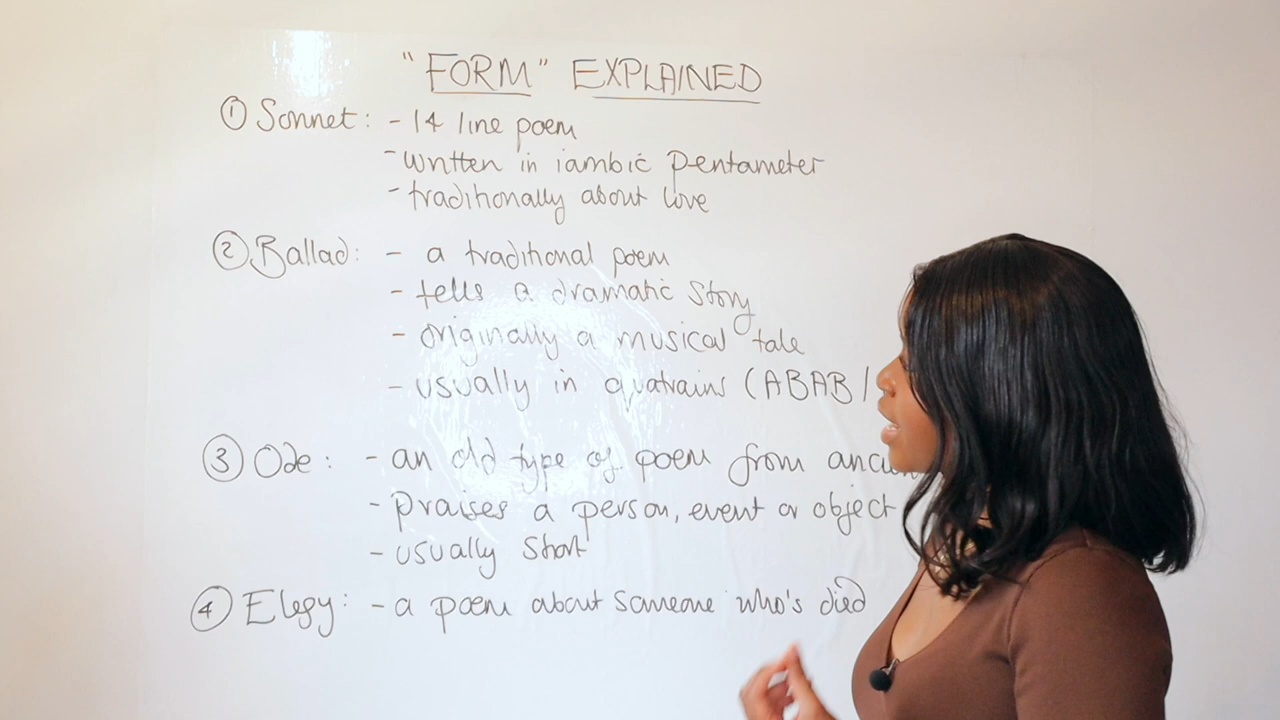 "FORM" EXPLAINED
① Sonnet: - 14 line poem
- written in iambic pentameter
- traditionally about love
② Ballad: - a traditional poem
- tells a dramatic story
- originally a musical tale
- usually in quatrains (ABAB /
③ Ode: - an old type of poem from
- praises a person, event or object
- usually short
④ Elegy: - a poem about someone who's died